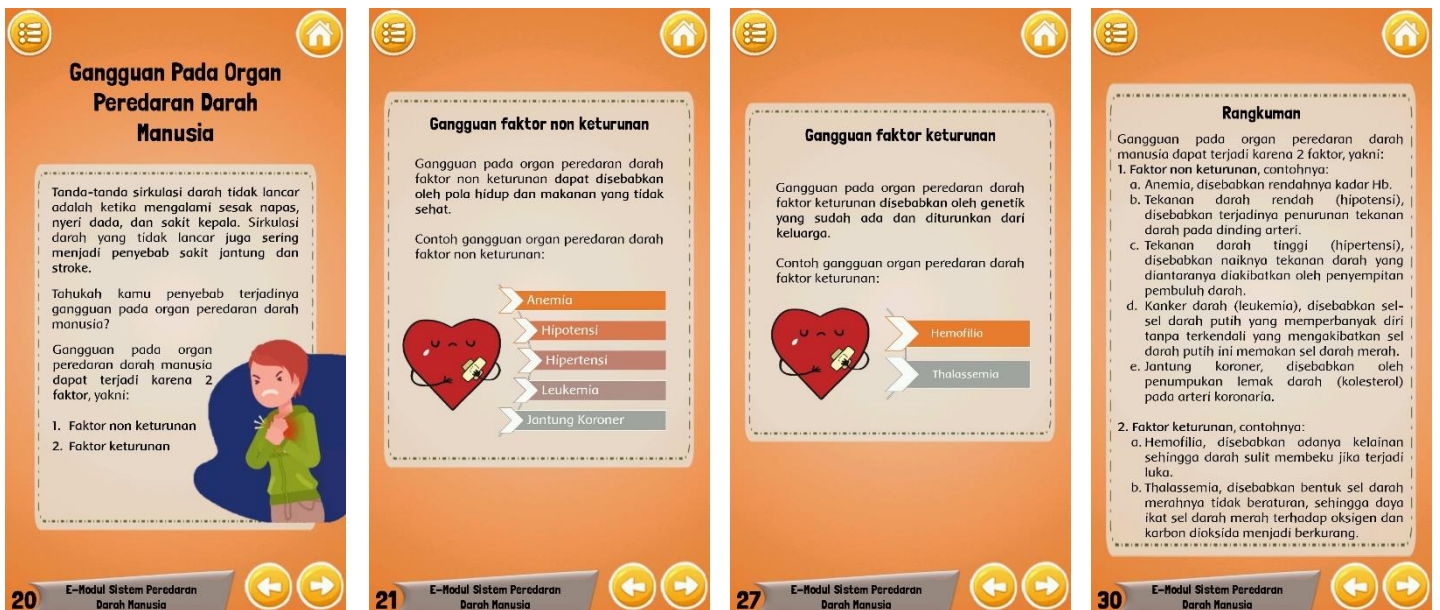 Gangguan Pada Organ
Peredaran Darah
Manusia
Tanda-tanda sirkulasi darah tidak lancar
adalah ketika mengalami sesak napas,
nyeri dada, dan sakit kepala. Sirkulasi
darah yang tidak lancar juga sering
menjadi penyebab sakit jantung dan
stroke.
Tahukah kamu penyebab terjadinya
gangguan pada organ peredaran darah
manusia?
Gangguan pada organ
peredaran darah manusia
dapat terjadi karena 2
faktor, yakni:
1. Faktor non keturunan
2. Faktor keturunan
20
E-Modul Sistem Peredaran
Darah Manusia
Gangguan faktor non keturunan
Gangguan pada organ peredaran darah
faktor non keturunan dapat disebabkan
oleh pola hidup dan makanan yang tidak
sehat.
Contoh gangguan organ peredaran darah
faktor non keturunan:
Anemia
Hipotensi
Hipertensi
Leukemia
Jantung Koroner
21
E-Modul Sistem Peredaran
Darah Manusia
Gangguan faktor keturunan
Gangguan pada organ peredaran darah
faktor keturunan disebabkan oleh genetik
yang sudah ada dan diturunkan dari
keluarga.
Contoh gangguan organ peredaran darah
faktor keturunan:
Hemofilia
Thalassemia
27
E-Modul Sistem Peredaran
Darah Manusia
Rangkuman
Gangguan pada organ peredaran darah
manusia dapat terjadi karena 2 faktor, yakni:
1. Faktor non keturunan, contohnya:
a. Anemia, disebabkan rendahnya kadar Hb.
b. Tekanan darah rendah (hipotensi),
disebabkan terjadinya penurunan tekanan
darah pada dinding arteri.
c. Tekanan darah tinggi (hipertensi),
disebabkan naiknya tekanan darah yang
diantaranya diakibatkan oleh penyempitan
pembuluh darah.
d. Kanker darah (leukemia), disebabkan sel-
sel darah putih yang memperbanyak diri
tanpa terkendali yang mengakibatkan sel
darah putih ini memakan sel darah merah.
e. Jantung koroner, disebabkan oleh
penumpukan lemak darah (kolesterol)
pada arteri koronaria.
2. Faktor keturunan, contohnya:
a. Hemofilia, disebabkan adanya kelainan
sehingga darah sulit membeku jika terjadi
luka.
b. Thalassemia, disebabkan bentuk sel darah
merahnya tidak beraturan, sehingga daya
ikat sel darah merah terhadap oksigen dan
karbon dioksida menjadi berkurang.
30
E-Modul Sistem Peredaran
Darah Manusia